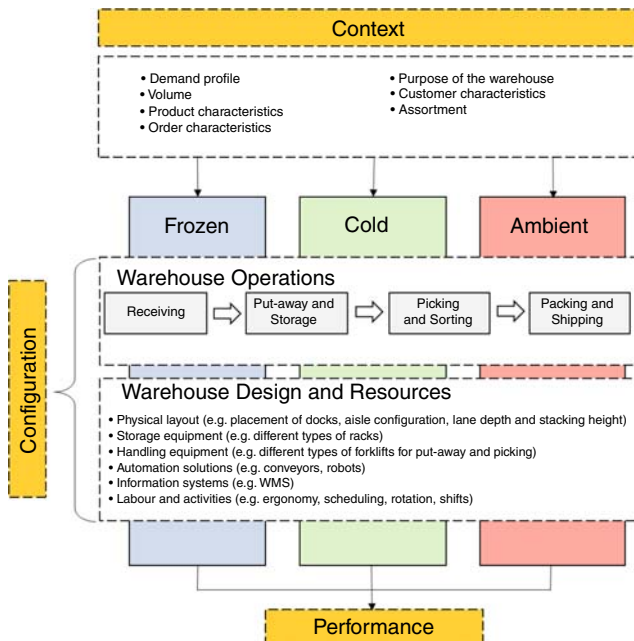 Context
• Demand profile
• Volume
• Product characteristics
• Order characteristics
• Purpose of the warehouse
• Customer characteristics
• Assortment
Frozen
Cold
Ambient
Configuration
Warehouse Operations
Receiving
Put-away and
Storage
Picking
and Sorting
Packing and
Shipping
Warehouse Design and Resources
• Physical layout (e.g. placement of docks, aisle configuration, lane depth and stacking height)
• Storage equipment (e.g. different types of racks)
• Handling equipment (e.g. different types of forklifts for put-away and picking)
• Automation solutions (e.g. conveyors, robots)
• Information systems (e.g. WMS)
• Labour and activities (e.g. ergonomy, scheduling, rotation, shifts)
Performance